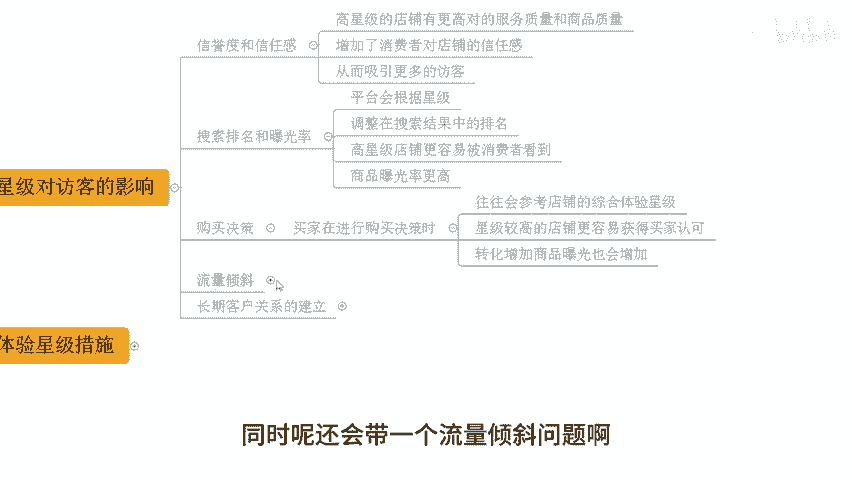 高星级的店铺有更高对的服务质量和商品质量
信誉度和信任感
增加了消费者对店铺的信任感
从而吸引更多的访客
平台会根据星级
调整在搜索结果中的排名
搜索排名和曝光率
高星级店铺更容易被消费者看到
商品曝光率更高
星级对访客的影响
往往会参考店铺的综合体验星级
购买决策
买家在进行购买决策时
星级较高的店铺更容易获得买家认可
转化增加商品曝光也会增加
流量倾斜
长期客户关系的建立
体验星级措施
同时呢还会带一个流量倾斜问题啊